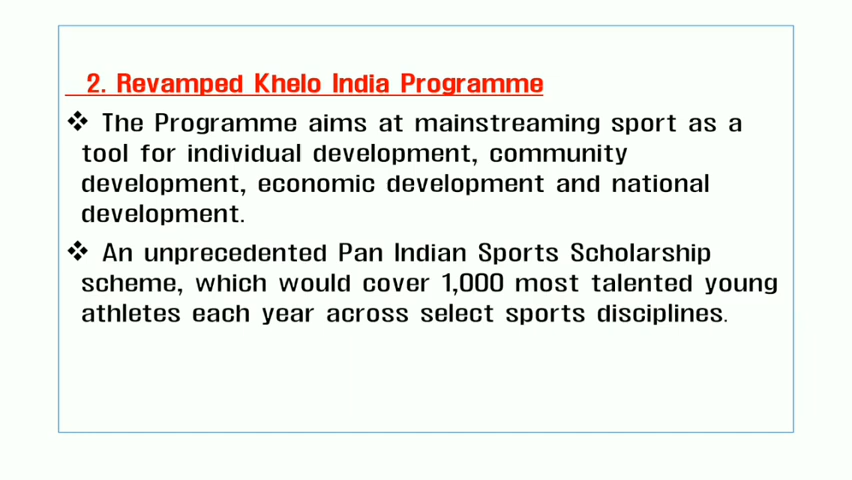 2. Revamped Khelo India Programme
❖ The Programme aims at mainstreaming sport as a
tool for individual development, community
development, economic development and national
development.
❖ An unprecedented Pan Indian Sports Scholarship
scheme, which would cover 1,000 most talented young
athletes each year across select sports disciplines.